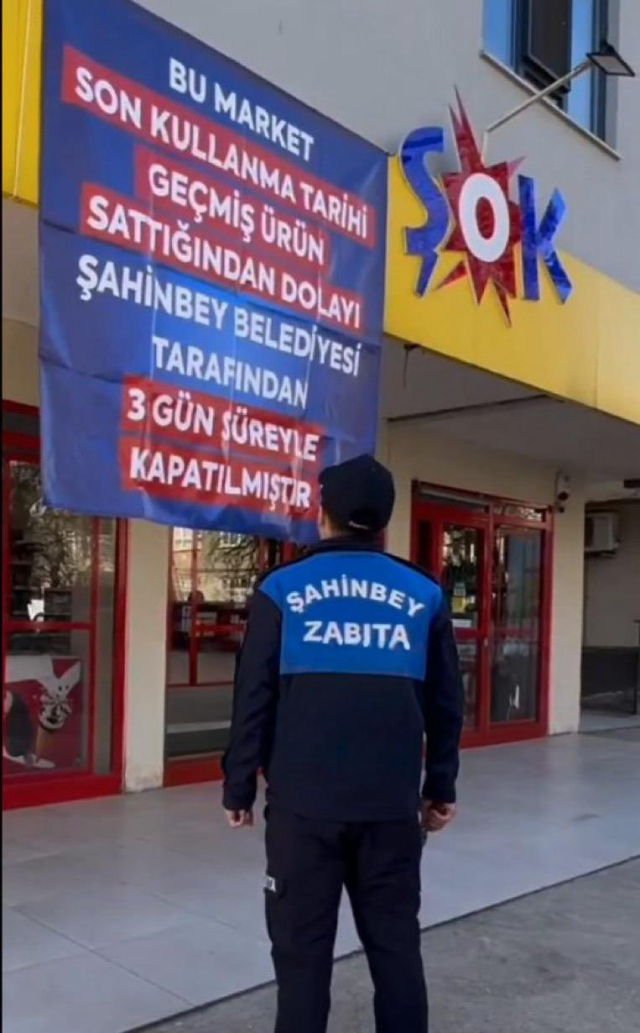 BU MARKET
SON KULLANMA TARİHİ
GEÇMİŞ ÜRÜN
SATTIĞINDAN DOLAYI
ŞAHİNBEY BELEDİYESİ
TARAFINDAN
3 GÜN SÜREYLE
KAPATILMIŞTIR
ŞOK
ŞAHİNBEY
ZABITA